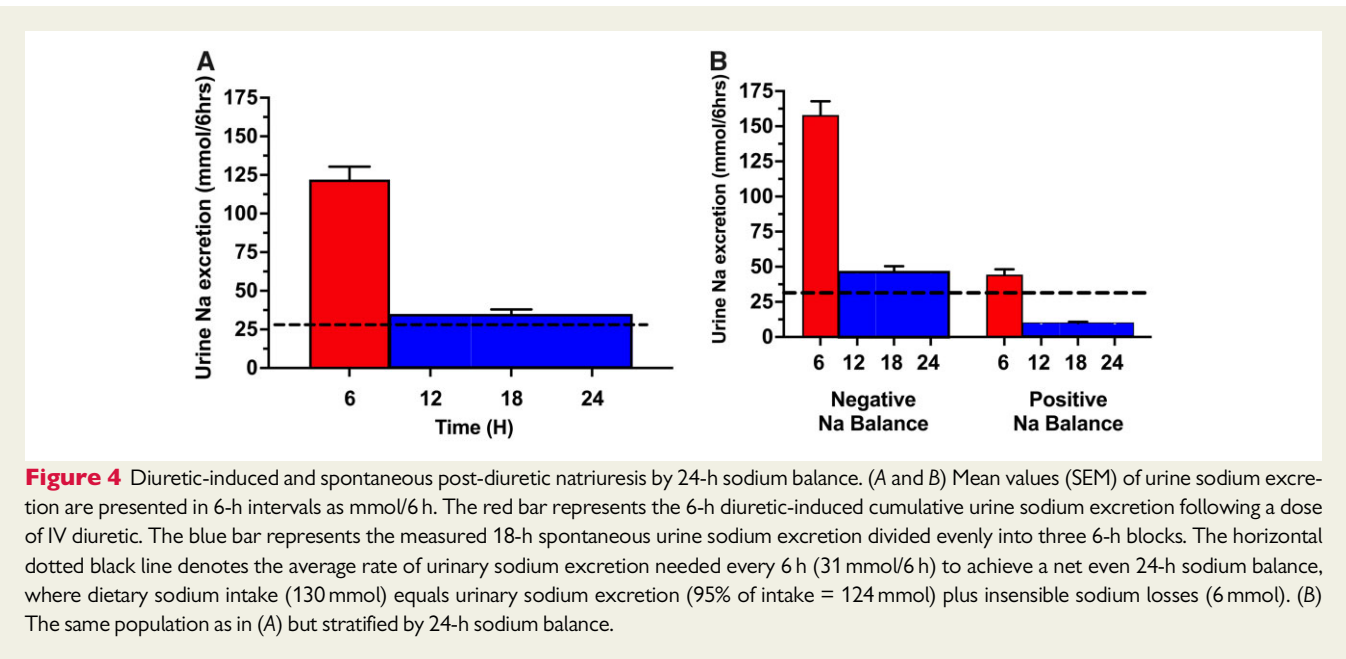 A
Urine Na excretion (mmol/6hrs)
175
150
125
100
75
50
25
0
6 12 18 24
Time (H)
B
Urine Na excretion (mmol/6hrs)
175
150
125
100
75
50
25
0
6 12 18 24 6 12 18 24
Negative Positive
Na Balance Na Balance
Figure 4 Diuretic-induced and spontaneous post-diuretic natriuresis by 24-h sodium balance. (A and B) Mean values (SEM) of urine sodium excre-
tion are presented in 6-h intervals as mmol/6 h. The red bar represents the 6-h diuretic-induced cumulative urine sodium excretion following a dose
of IV diuretic. The blue bar represents the measured 18-h spontaneous urine sodium excretion divided evenly into three 6-h blocks. The horizontal
dotted black line denotes the average rate of urinary sodium excretion needed every 6 h (31 mmol/6 h) to achieve a net even 24-h sodium balance,
where dietary sodium intake (130 mmol) equals urinary sodium excretion (95% of intake = 124 mmol) plus insensible sodium losses (6 mmol). (B)
The same population as in (A) but stratified by 24-h sodium balance.